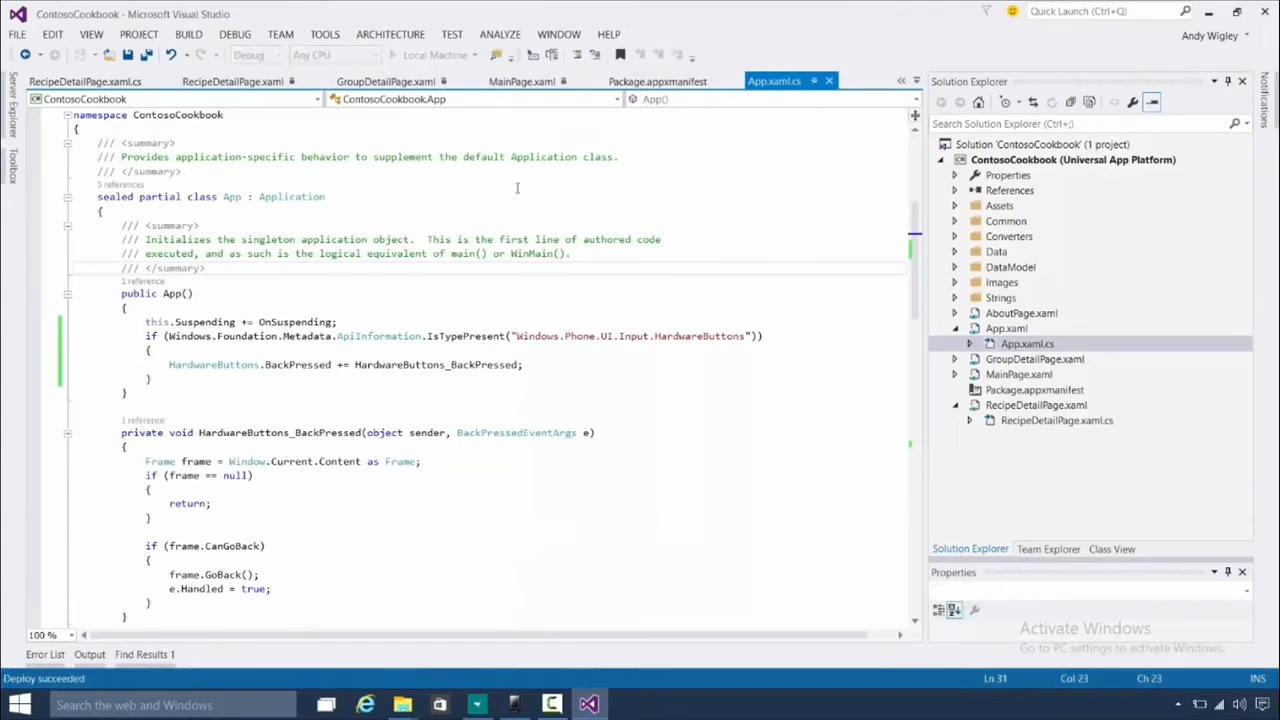 ContosoCookbook - Microsoft Visual Studio
Quick Launch (Ctrl+Q)
FILE EDIT VIEW PROJECT BUILD DEBUG TEAM TOOLS ARCHITECTURE TEST ANALYZE WINDOW HELP
Andy Wigley
Debug Any CPU Local Machine
Server Explorer
Toolbox
Notifications
RecipeDetailPage.xaml.cs RecipeDetailPage.xaml GroupDetailPage.xaml MainPage.xaml Package.appxmanifest App.xaml.cs
ContosoCookbook ContosoCookbook.App App()
namespace ContosoCookbook
{
/// <summary>
/// Provides application-specific behavior to supplement the default Application class.
/// </summary>
5 references
sealed partial class App : Application
{
/// <summary>
/// Initializes the singleton application object.  This is the first line of authored code
/// executed, and as such is the logical equivalent of main() or WinMain().
/// </summary>
1 reference
public App()
{
this.Suspending += OnSuspending;
if (Windows.Foundation.Metadata.ApiInformation.IsTypePresent("Windows.Phone.UI.Input.HardwareButtons"))
{
HardwareButtons.BackPressed += HardwareButtons_BackPressed;
}
}
1 reference
private void HardwareButtons_BackPressed(object sender, BackPressedEventArgs e)
{
Frame frame = Window.Current.Content as Frame;
if (frame == null)
{
return;
}
if (frame.CanGoBack)
{
frame.GoBack();
e.Handled = true;
}
}
100 %
Solution Explorer
Search Solution Explorer (Ctrl+;)
Solution 'ContosoCookbook' (1 project)
ContosoCookbook (Universal App Platform)
Properties
References
Assets
Common
Converters
Data
DataModel
Images
Strings
AboutPage.xaml
App.xaml
App.xaml.cs
GroupDetailPage.xaml
MainPage.xaml
Package.appxmanifest
RecipeDetailPage.xaml
RecipeDetailPage.xaml.cs
Solution Explorer Team Explorer Class View
Properties
Activate Windows
Go to PC settings to activate Windows.
Error List Output Find Results 1
Deploy succeeded Ln 31 Col 23 Ch 23 INS
Search the web and Windows